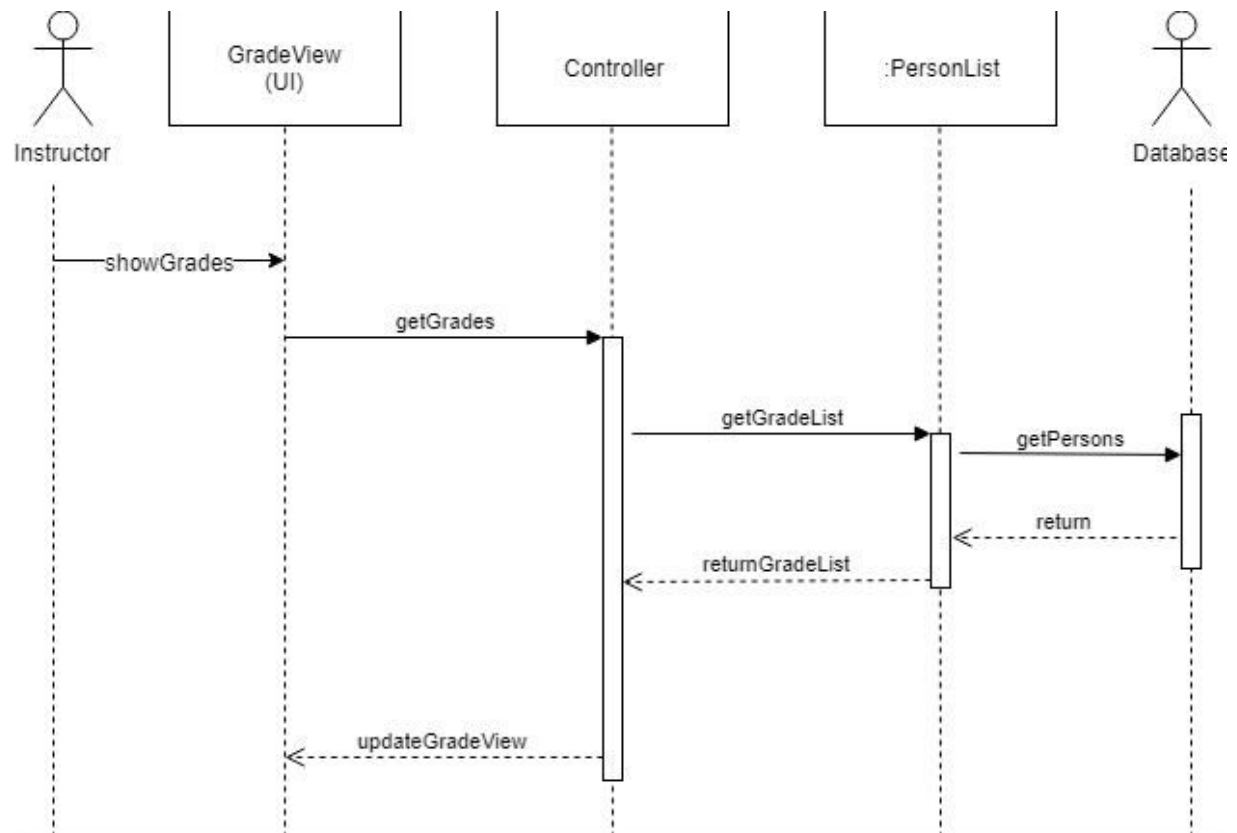 GradeView
(UI)
Controller
:PersonList
Instructor
Database
showGrades
getGrades
getGradeList
getPersons
return
returnGradeList
updateGradeView